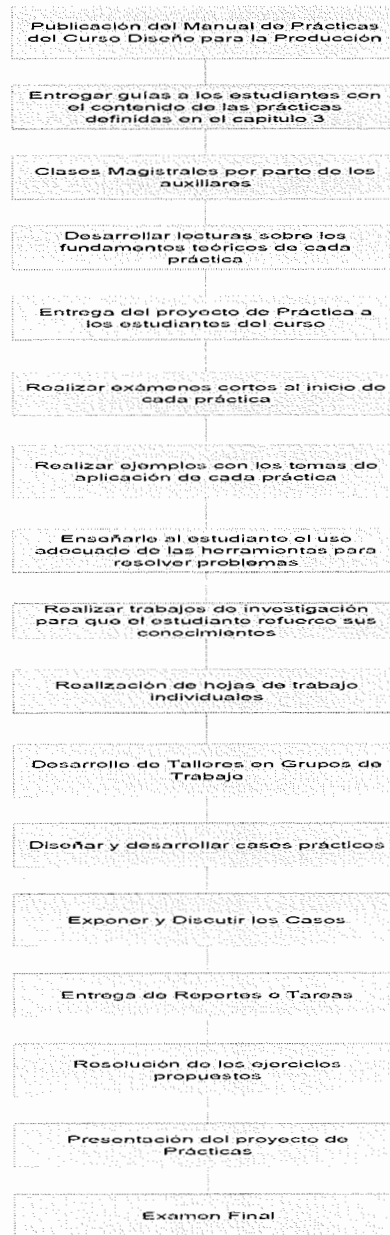 Publicación del Manual de Prácticas
del Curso Diseño para la Producción
Entregar guías a los estudiantes con
el contenido de las prácticas
definidas en el capitulo 3
Clases Magistrales por parte de los
auxiliares
Desarrollar lecturas sobre los
fundamentos teóricos de cada
práctica
Entrega del proyecto de Práctica a
los estudiantes del curso
Realizar exámenes cortos al inicio de
cada práctica
Realizar ejemplos con los temas de
aplicación de cada práctica
Enseñarle al estudiante el uso
adecuado de las herramientas para
resolver problemas
Realizar trabajos de investigación
para que el estudiante refuerce sus
conocimientos
Realización de hojas de trabajo
individuales
Desarrollo de Talleres en Grupos de
Trabajo
Diseñar y desarrollar casos prácticos
Exponer y Discutir los Casos
Entrega de Reportes o Tareas
Resolución de los ejercicios
propuestos
Presentación del proyecto de
Prácticas
Examen Final